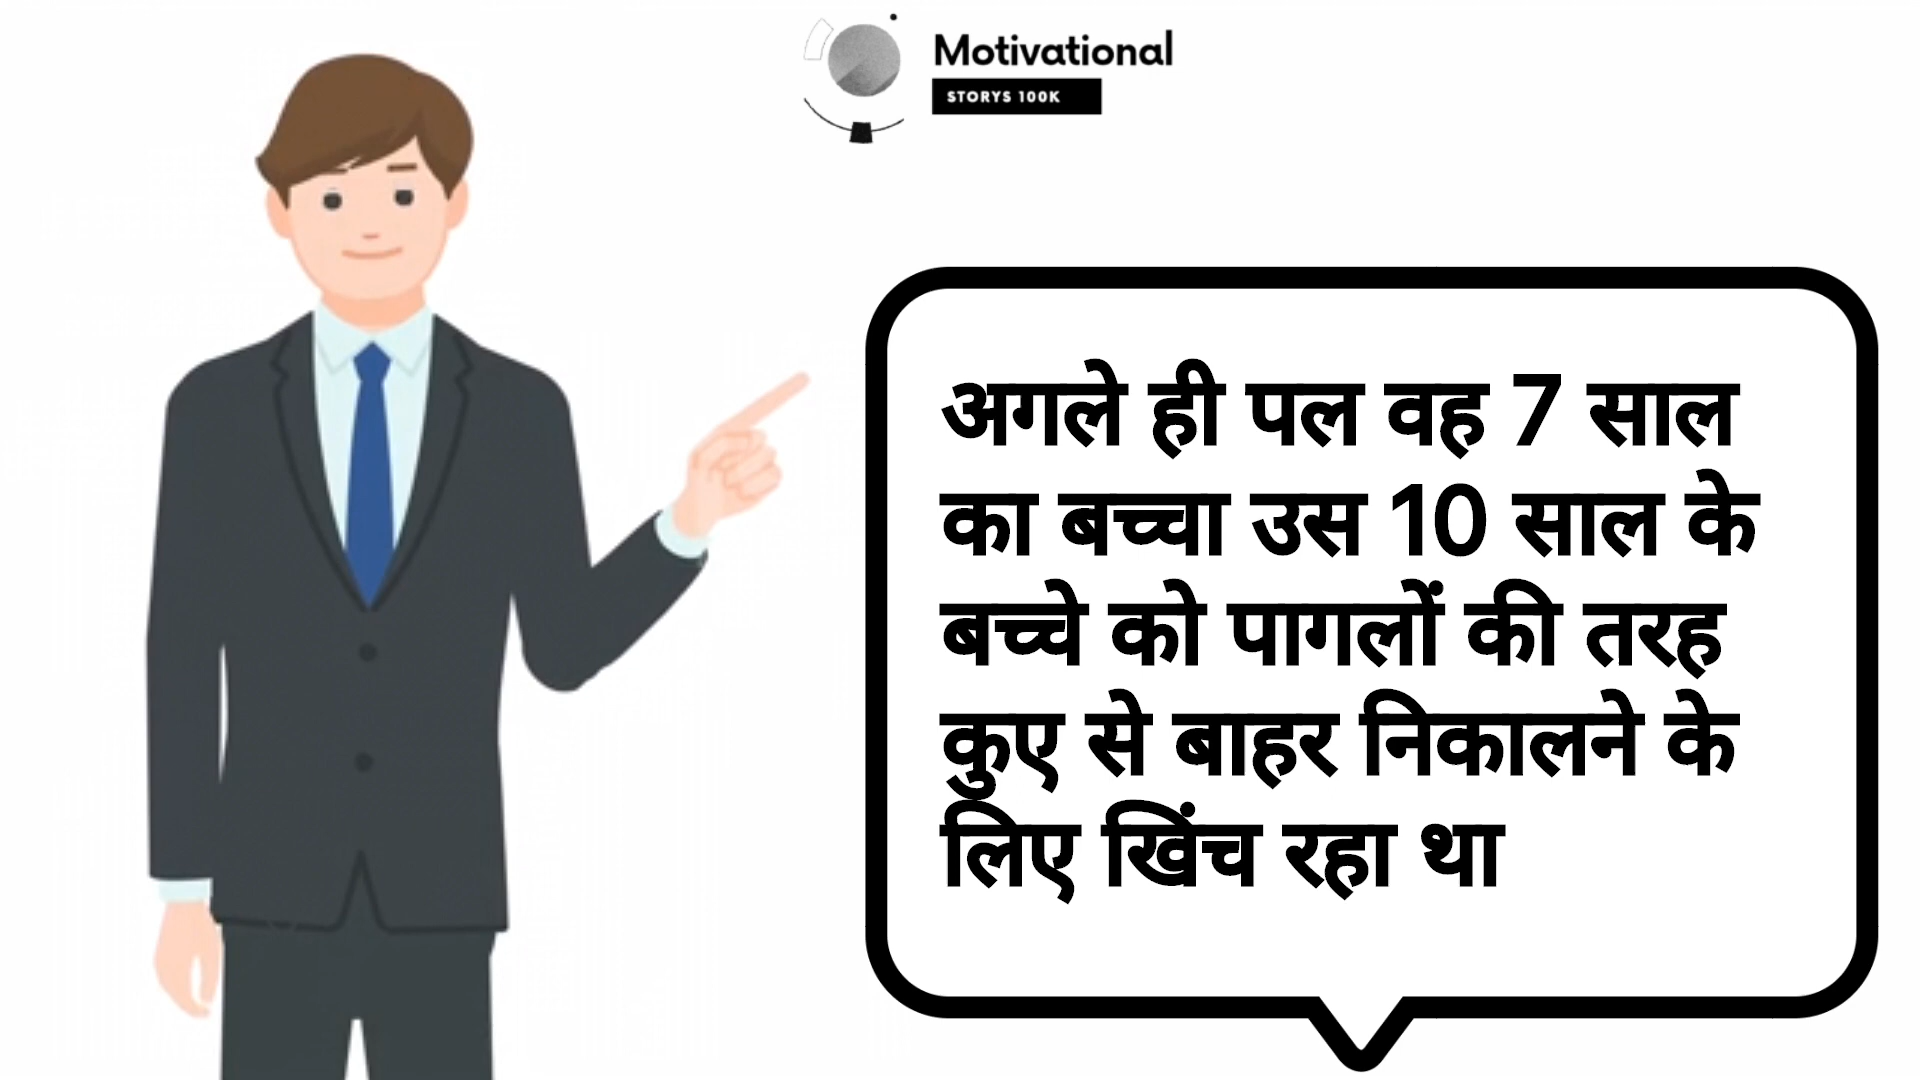 Motivational
STORYS 100K
अगले ही पल वह 7 साल
का बच्चा उस 10 साल के
बच्चे को पागलों की तरह
कुए से बाहर निकालने के
लिए खिंच रहा था